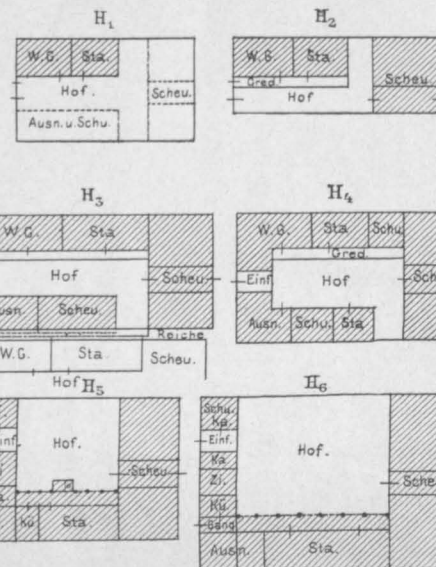 H₁
W.G. Sta.
Hof.
Scheu.
Ausn. u. Schu.
H₂
W.G. Sta.
Gred.
Hof
Scheu.
H₃
W.G. Sta
Hof
Scheu.
Ausn. Scheu.
Reiche
W.G. Sta. Scheu.
Hof
H₄
W.G. Sta Schu.
Gred.
Einf. Hof
Ausn. Schu. Sta
H₅
Einf. Hof.
Scheu
Kü Sta.
H₆
Schu.
Ka.
Einf.
Hof.
Ka
Zi.
Kü.
Gang
Ausn. Sta.